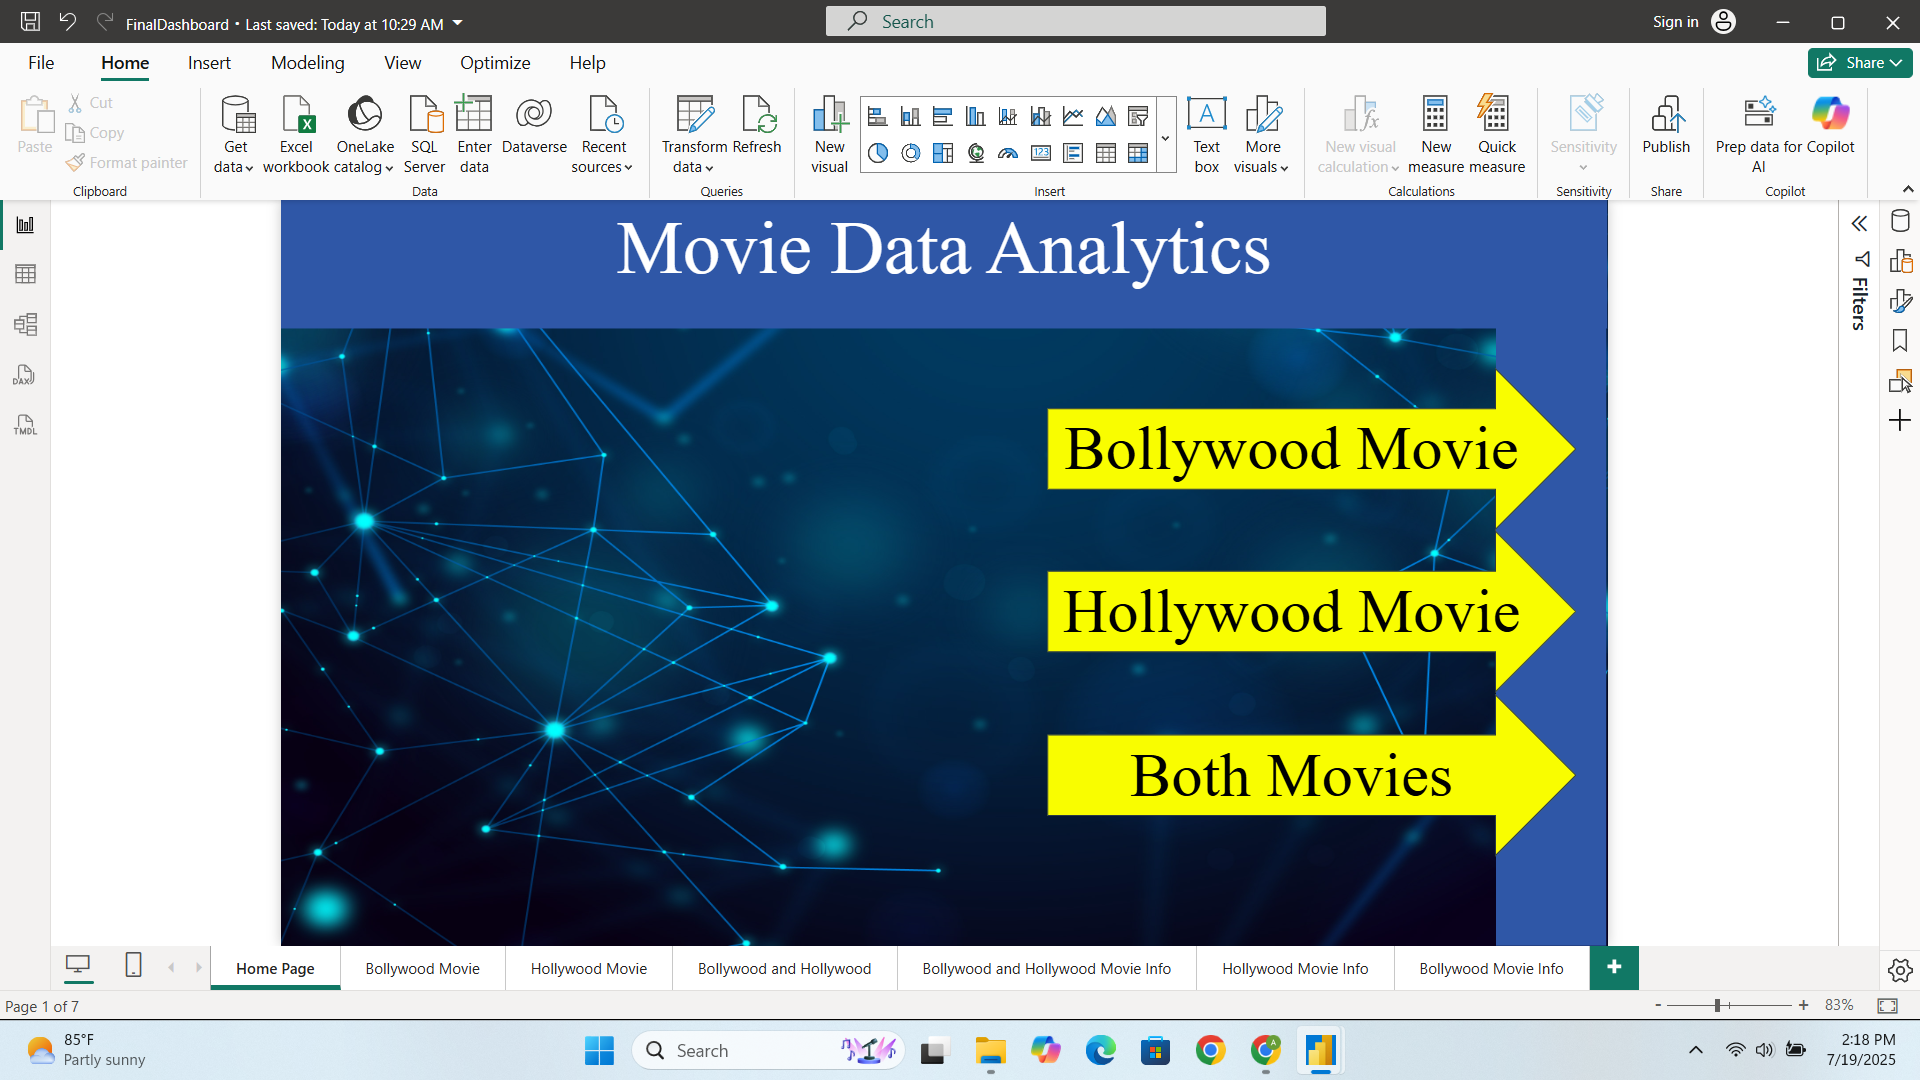 FinalDashboard • Last saved: Today at 10:29 AM
Search
Sign in
File
Home
Insert
Modeling
View
Optimize
Help
Share
Paste
Cut
Copy
Format painter
Clipboard
Get data
Excel workbook
OneLake catalog
SQL Server
Enter data
Dataverse
Recent sources
Data
Transform data
Refresh
Queries
New visual
123
A
Text box
More visuals
Insert
fx
New visual calculation
New measure
Quick measure
Calculations
Sensitivity
Sensitivity
Publish
Share
Prep data for AI
Copilot
Copilot
DAX
TMDL
Filters
Movie Data Analytics
Bollywood Movie
Hollywood Movie
Both Movies
Home Page
Bollywood Movie
Hollywood Movie
Bollywood and Hollywood
Bollywood and Hollywood Movie Info
Hollywood Movie Info
Bollywood Movie Info
+
Page 1 of 7
- + 83%
85°F
Partly sunny
Search
A
2:18 PM
7/19/2025